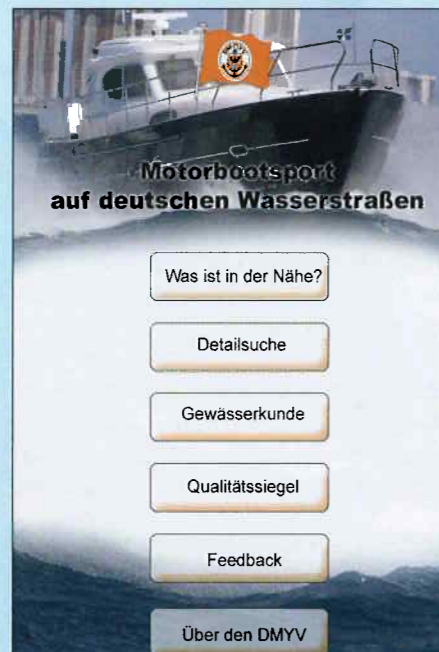 Motorbootsport
auf deutschen Wasserstraßen
Was ist in der Nähe?
Detailsuche
Gewässerkunde
Qualitätssiegel
Feedback
Über den DMYV